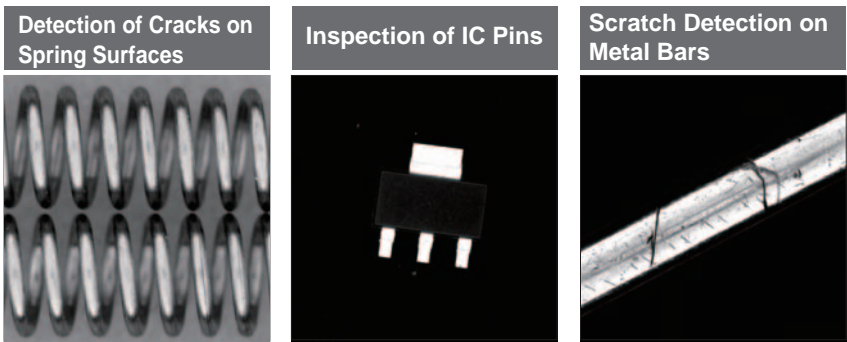 Detection of Cracks on
Spring Surfaces
Inspection of IC Pins
Scratch Detection on
Metal Bars